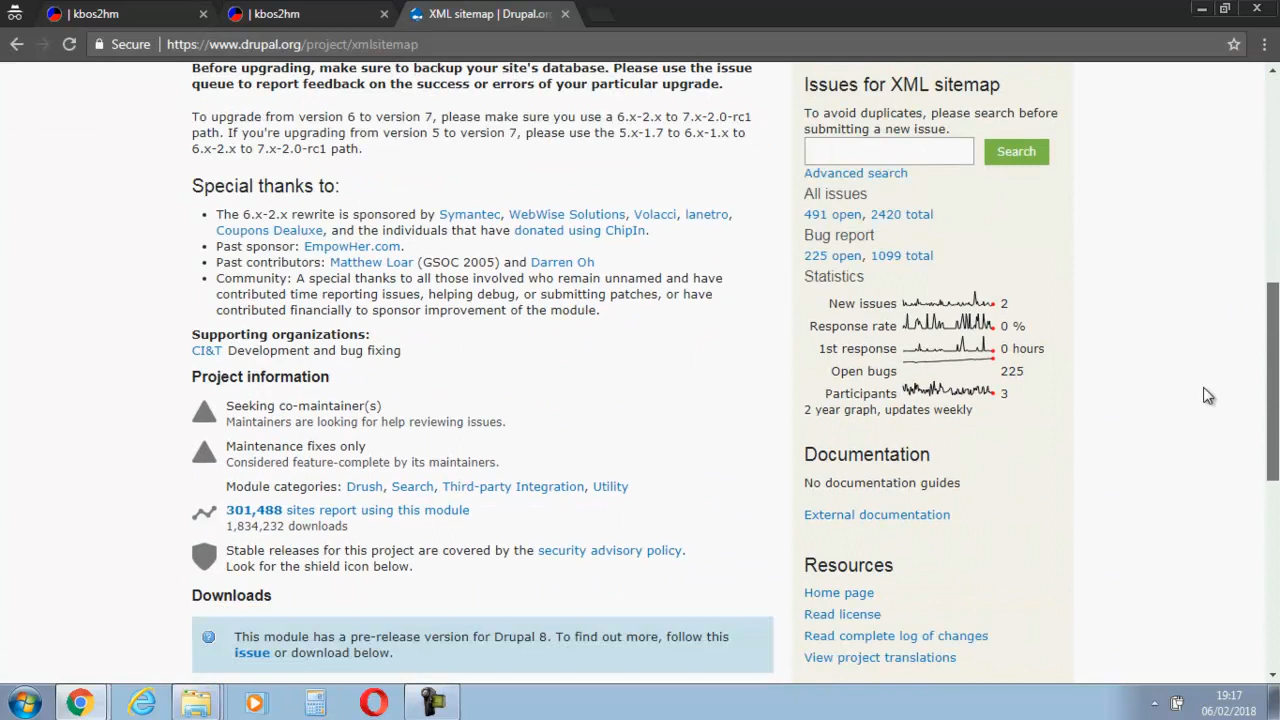 | kbos2hm
| kbos2hm
XML sitemap | Drupal.or
Secure
https://www.drupal.org/project/xmlsitemap
Before upgrading, make sure to backup your site's database. Please use the issue
queue to report feedback on the success or errors of your particular upgrade.
To upgrade from version 6 to version 7, please make sure you use a 6.x-2.x to 7.x-2.0-rc1
path. If you're upgrading from version 5 to version 7, please use the 5.x-1.7 to 6.x-1.x to
6.x-2.x to 7.x-2.0-rc1 path.
Special thanks to:
• The 6.x-2.x rewrite is sponsored by Symantec, WebWise Solutions, Volacci, lanetro,
Coupons Dealuxe, and the individuals that have donated using ChipIn.
• Past sponsor: EmpowHer.com.
• Past contributors: Matthew Loar (GSOC 2005) and Darren Oh
• Community: A special thanks to all those involved who remain unnamed and have
contributed time reporting issues, helping debug, or submitting patches, or have
contributed financially to sponsor improvement of the module.
Supporting organizations:
CI&T Development and bug fixing
Project information
Seeking co-maintainer(s)
Maintainers are looking for help reviewing issues.
Maintenance fixes only
Considered feature-complete by its maintainers.
Module categories: Drush, Search, Third-party Integration, Utility
301,488 sites report using this module
1,834,232 downloads
Stable releases for this project are covered by the security advisory policy.
Look for the shield icon below.
Downloads
This module has a pre-release version for Drupal 8. To find out more, follow this
issue or download below.
Issues for XML sitemap
To avoid duplicates, please search before
submitting a new issue.
Search
Advanced search
All issues
491 open, 2420 total
Bug report
225 open, 1099 total
Statistics
New issues 2
Response rate 0 %
1st response 0 hours
Open bugs 225
Participants 3
2 year graph, updates weekly
Documentation
No documentation guides
External documentation
Resources
Home page
Read license
Read complete log of changes
View project translations
19:17
06/02/2018